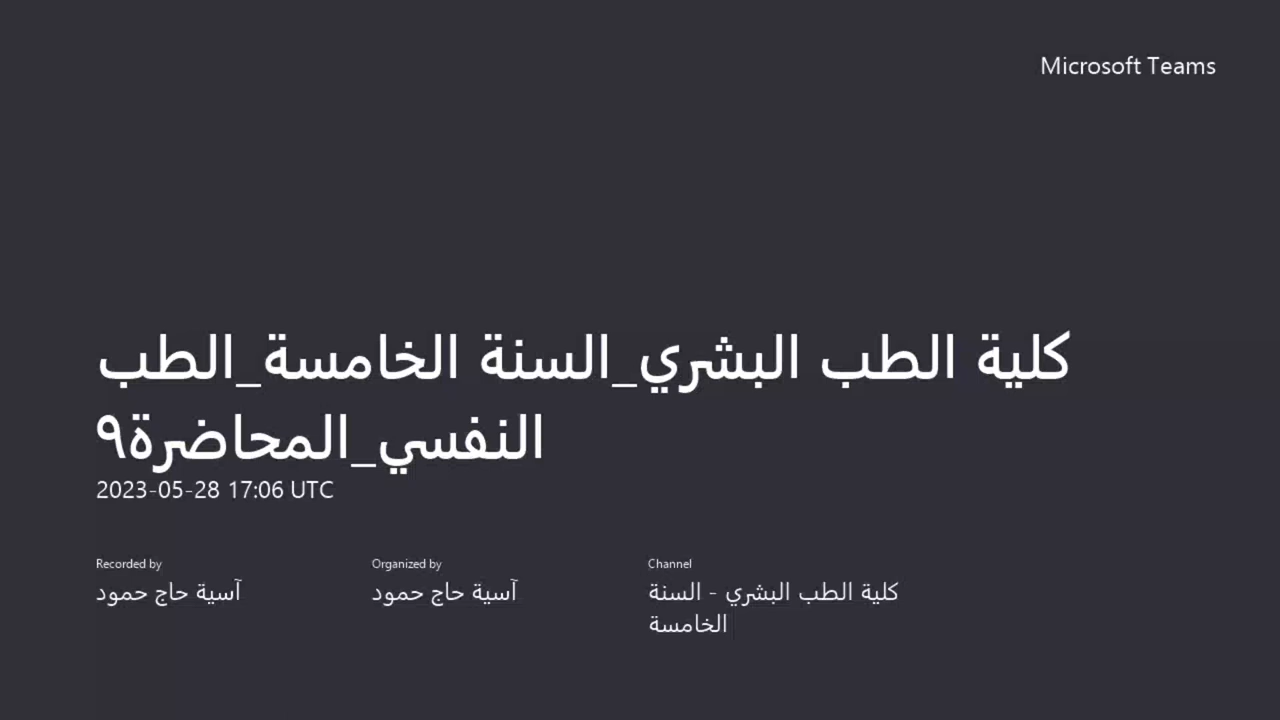 Microsoft Teams
كلية الطب البشري_السنة الخامسة_الطب
النفسي_المحاضرة٩
2023-05-28 17:06 UTC
Recorded by
آسية حاج حمود
Organized by
آسية حاج حمود
Channel
كلية الطب البشري - السنة
الخامسة